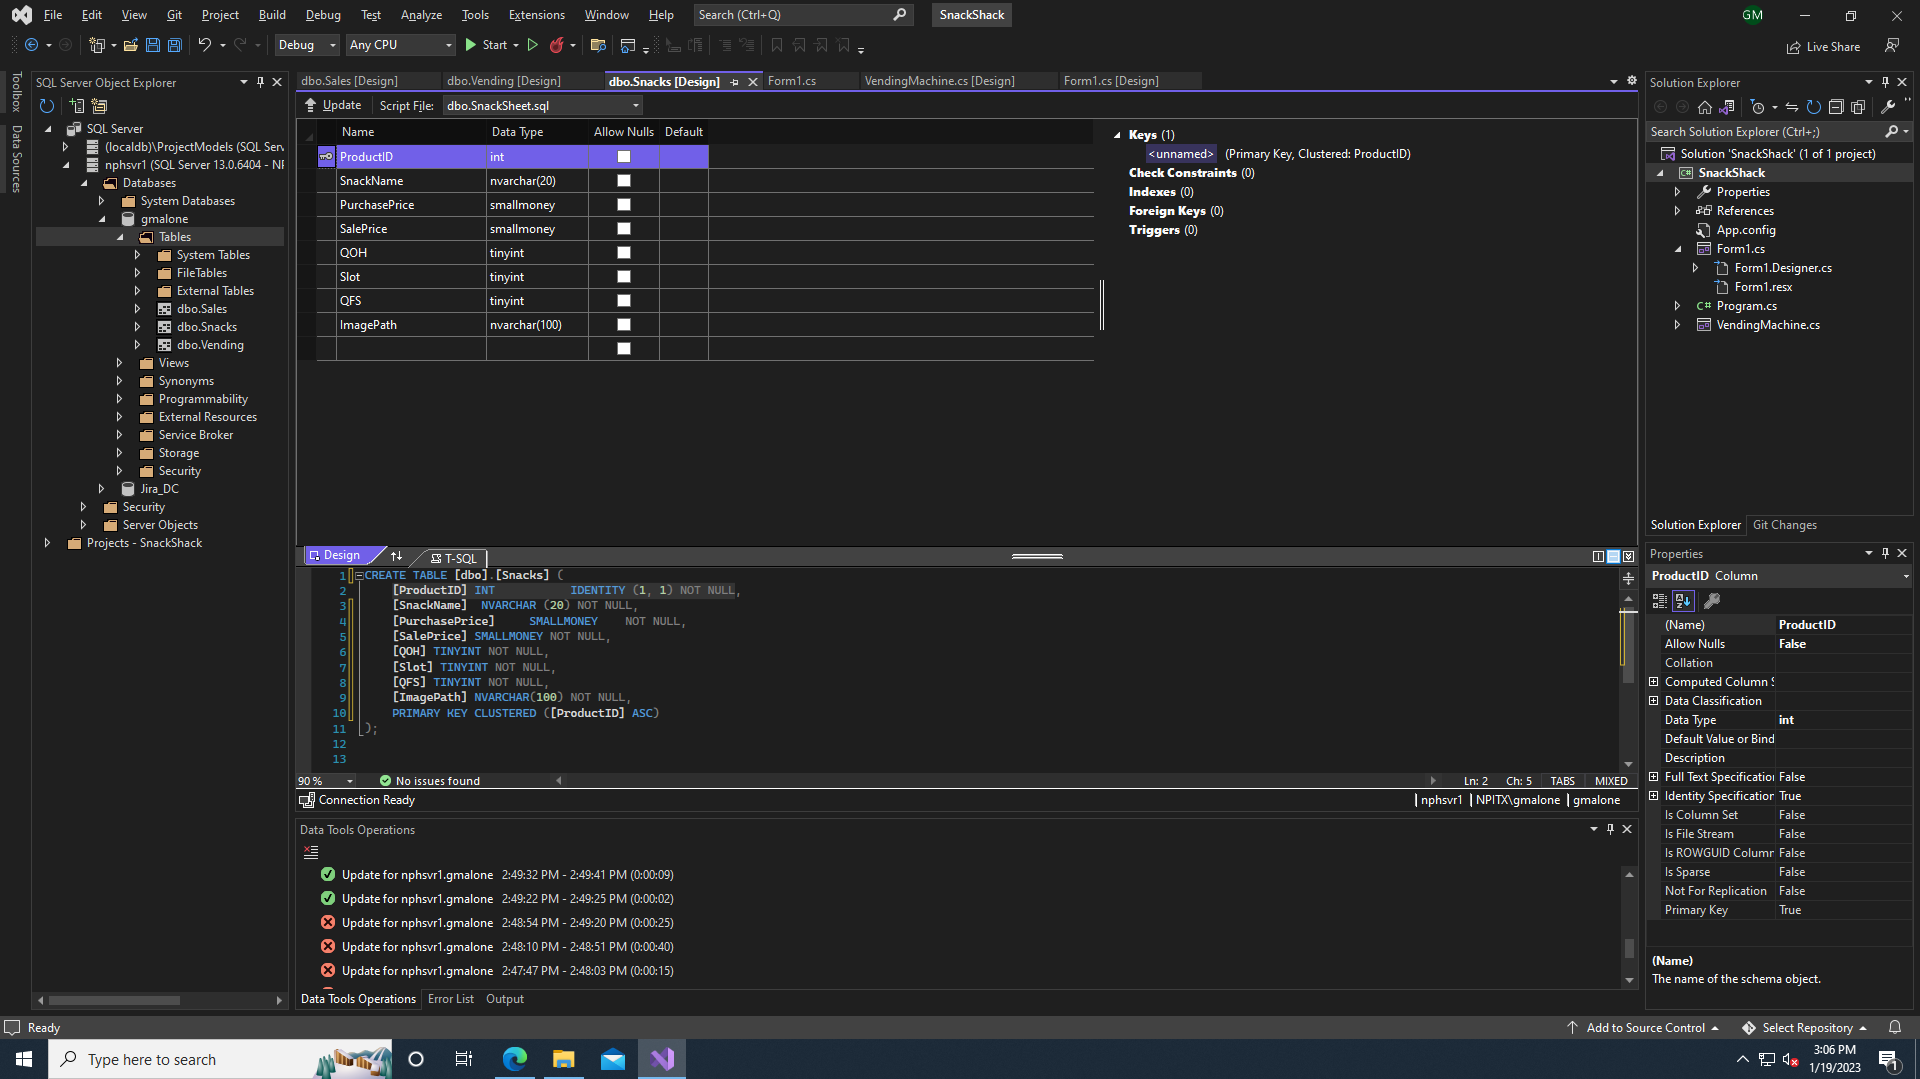 File Edit View Git Project Build Debug Test Analyze Tools Extensions Window Help Search (Ctrl+Q) SnackShack GM
Debug Any CPU Start Live Share
Toolbox
Data Sources
SQL Server Object Explorer
SQL Server
(localdb)\ProjectModels (SQL Serv
nphsvr1 (SQL Server 13.0.6404 - NP
Databases
System Databases
gmalone
Tables
System Tables
FileTables
External Tables
dbo.Sales
dbo.Snacks
dbo.Vending
Views
Synonyms
Programmability
External Resources
Service Broker
Storage
Security
Jira_DC
Security
Server Objects
Projects - SnackShack
dbo.Sales [Design] dbo.Vending [Design] dbo.Snacks [Design] Form1.cs VendingMachine.cs [Design] Form1.cs [Design]
Update Script File: dbo.SnackSheet.sql
Name Data Type Allow Nulls Default
ProductID int
SnackName nvarchar(20)
PurchasePrice smallmoney
SalePrice smallmoney
QOH tinyint
Slot tinyint
QFS tinyint
ImagePath nvarchar(100)
Keys (1)
<unnamed> (Primary Key, Clustered: ProductID)
Check Constraints (0)
Indexes (0)
Foreign Keys (0)
Triggers (0)
Design T-SQL
1 CREATE TABLE [dbo].[Snacks] (
2 [ProductID] INT IDENTITY (1, 1) NOT NULL,
3 [SnackName] NVARCHAR (20) NOT NULL,
4 [PurchasePrice] SMALLMONEY NOT NULL,
5 [SalePrice] SMALLMONEY NOT NULL,
6 [QOH] TINYINT NOT NULL,
7 [Slot] TINYINT NOT NULL,
8 [QFS] TINYINT NOT NULL,
9 [ImagePath] NVARCHAR(100) NOT NULL,
10 PRIMARY KEY CLUSTERED ([ProductID] ASC)
11 );
12
13
90 % No issues found Ln: 2 Ch: 5 TABS MIXED
Connection Ready nphsvr1 NPITX\gmalone gmalone
Data Tools Operations
Update for nphsvr1.gmalone 2:49:32 PM - 2:49:41 PM (0:00:09)
Update for nphsvr1.gmalone 2:49:22 PM - 2:49:25 PM (0:00:02)
Update for nphsvr1.gmalone 2:48:54 PM - 2:49:20 PM (0:00:25)
Update for nphsvr1.gmalone 2:48:10 PM - 2:48:51 PM (0:00:40)
Update for nphsvr1.gmalone 2:47:47 PM - 2:48:03 PM (0:00:15)
Data Tools Operations Error List Output
Solution Explorer
Search Solution Explorer (Ctrl+;)
Solution 'SnackShack' (1 of 1 project)
SnackShack
Properties
References
App.config
Form1.cs
Form1.Designer.cs
Form1.resx
Program.cs
VendingMachine.cs
Solution Explorer Git Changes
Properties
ProductID Column
(Name) ProductID
Allow Nulls False
Collation
Computed Column S
Data Classification
Data Type int
Default Value or Bind
Description
Full Text Specification False
Identity Specification True
Is Column Set False
Is File Stream False
Is ROWGUID Column False
Is Sparse False
Not For Replication False
Primary Key True
(Name)
The name of the schema object.
Ready Add to Source Control Select Repository
Type here to search
3:06 PM
1/19/2023
1